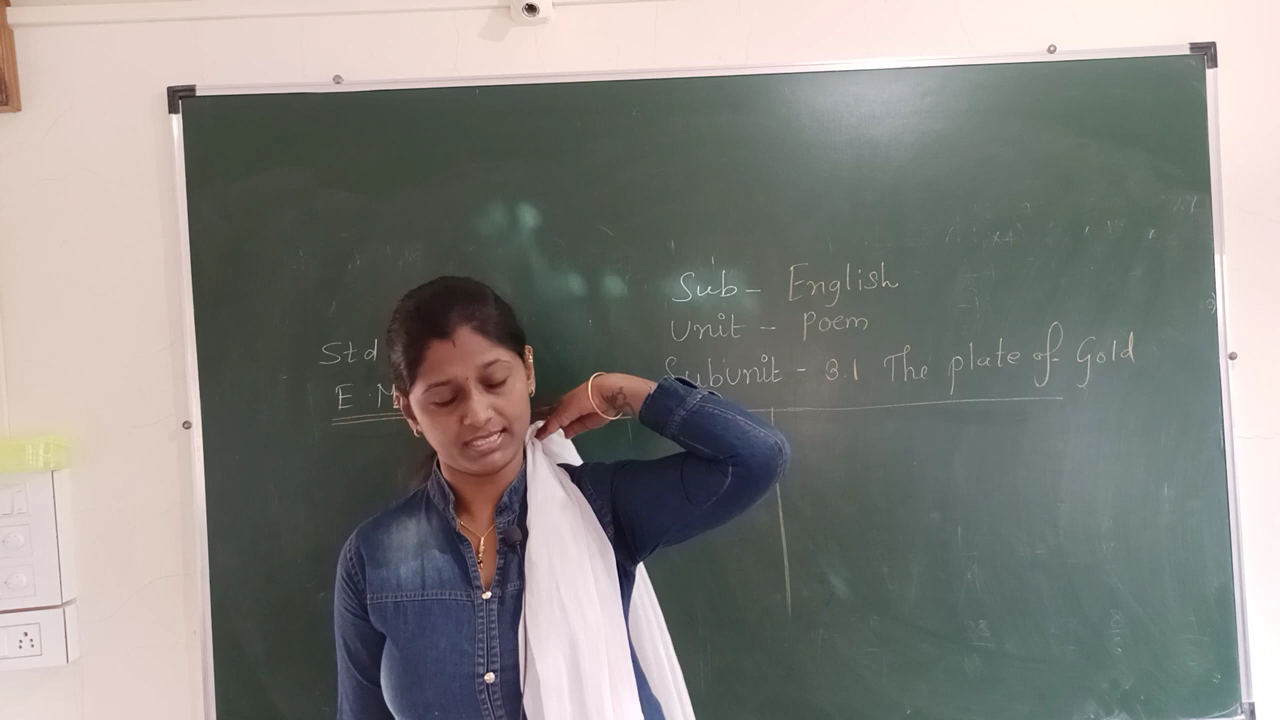 Sub - English
Unit - Poem
Subunit - 3.1 The plate of Gold
Std
E.M